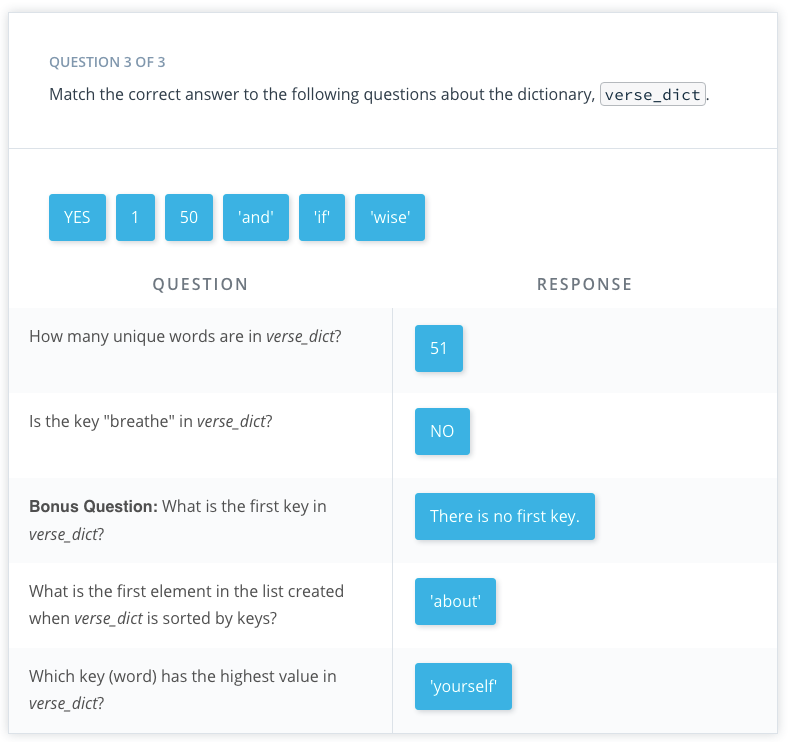 QUESTION 3 OF 3
Match the correct answer to the following questions about the dictionary, verse_dict.
YES 1 50 'and' 'if' 'wise'
QUESTION RESPONSE
How many unique words are in verse_dict? 51
Is the key "breathe" in verse_dict? NO
Bonus Question: What is the first key in
verse_dict?
There is no first key.
What is the first element in the list created
when verse_dict is sorted by keys?
'about'
Which key (word) has the highest value in
verse_dict?
'yourself'